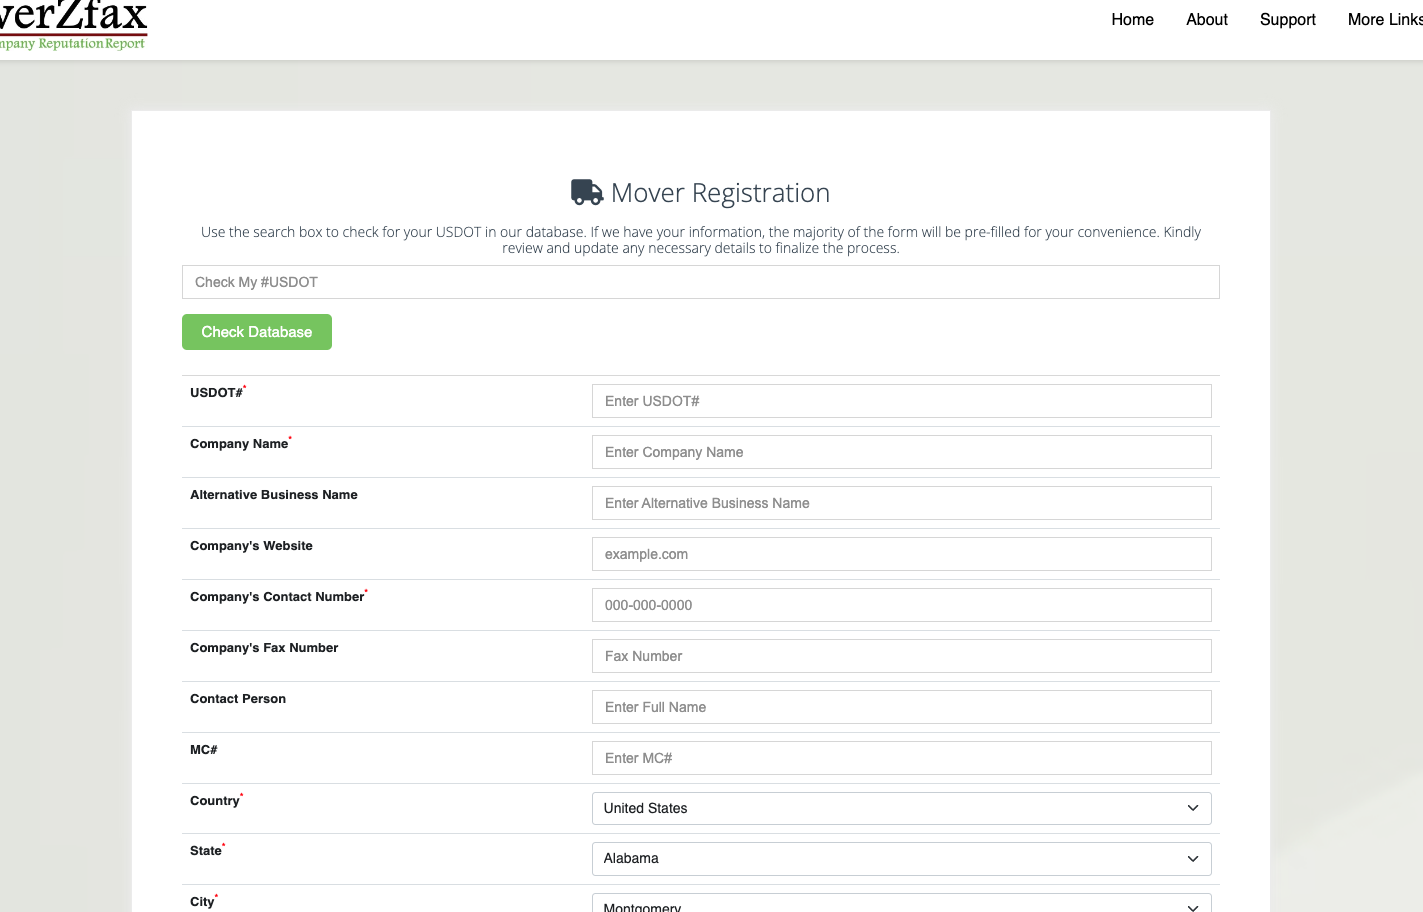 verZfax
mpany Reputation Report
Home About Support More Links
Mover Registration
Use the search box to check for your USDOT in our database. If we have your information, the majority of the form will be pre-filled for your convenience. Kindly
review and update any necessary details to finalize the process.
Check My #USDOT
Check Database
USDOT#*
Enter USDOT#
Company Name*
Enter Company Name
Alternative Business Name
Enter Alternative Business Name
Company's Website
example.com
Company's Contact Number*
000-000-0000
Company's Fax Number
Fax Number
Contact Person
Enter Full Name
MC#
Enter MC#
Country*
United States
State*
Alabama
City*
Montgomery